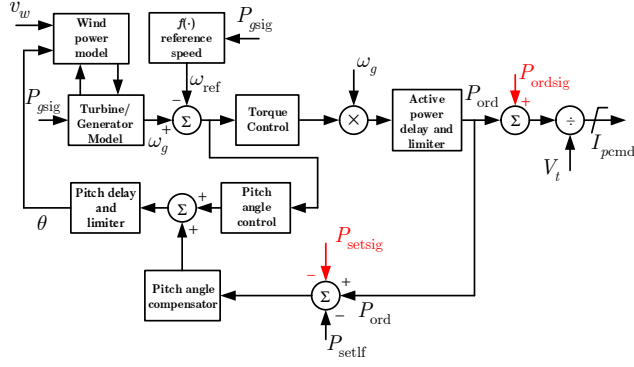 v_w
Wind
power
model
f(·)
reference
speed
P_gsig
ω_ref
ω_g
P_gsig
Turbine/
Generator
Model
ω_g
+
−
Σ
Torque
Control
×
Active
power
delay and
limiter
P_ord
P_ordsig
+
Σ
÷
V_t
I_pcmd
Pitch delay
and
limiter
θ
+
+
Σ
Pitch
angle
control
P_setsig
−
+
Σ
−
P_ord
P_setlf
Pitch angle
compensator